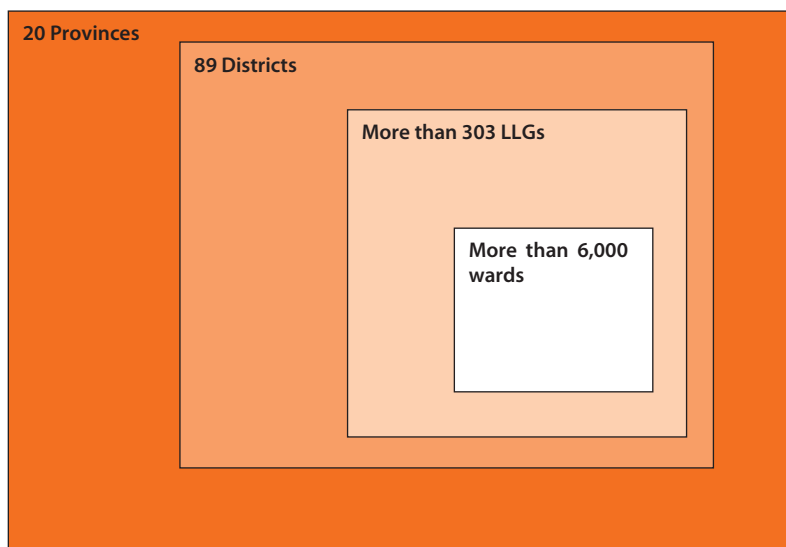 20 Provinces
89 Districts
More than 303 LLGs
More than 6,000
wards